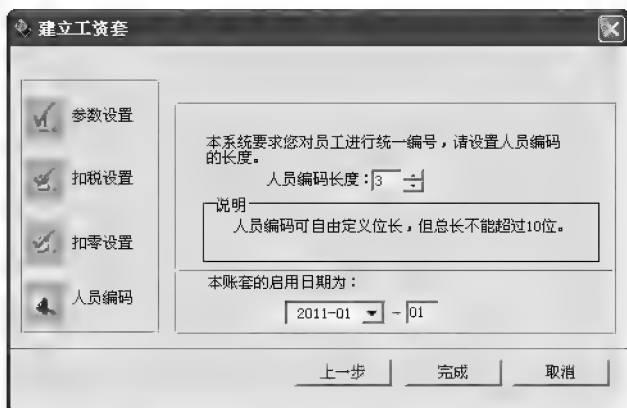 建立工资套
参数设置
扣税设置
扣零设置
人员编码
本系统要求您对员工进行统一编号，请设置人员编码
的长度。
人员编码长度：3
说明
人员编码可自由定义位长，但总长不能超过10位。
本账套的启用日期为：
2011-01 - 01
上一步 完成 取消